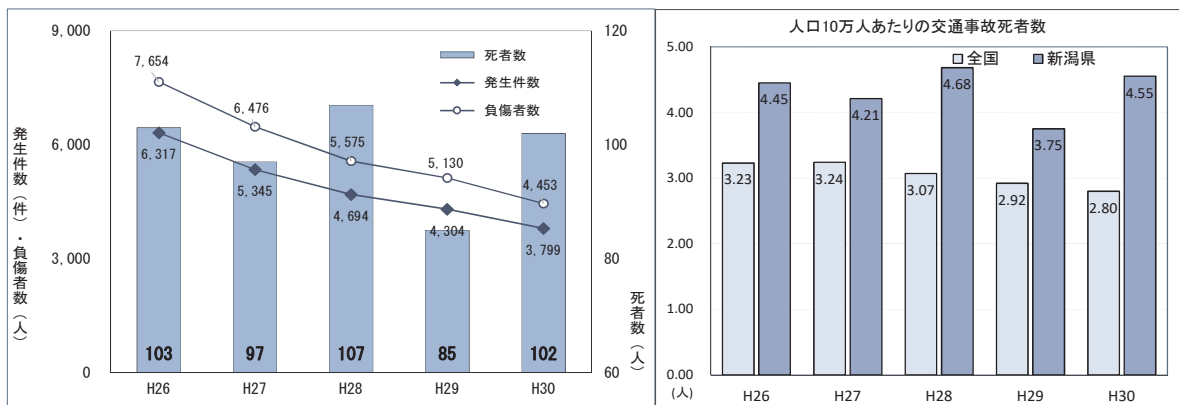 9,000
6,000
3,000
0
120
100
80
60
発生件数（件）・負傷者数（人）
死者数（人）
死者数
発生件数
負傷者数
7,654
6,476
5,575
5,130
4,453
6,317
5,345
4,694
4,304
3,799
103
97
107
85
102
H26
H27
H28
H29
H30
人口10万人あたりの交通事故死者数
全国
新潟県
5.00
4.00
3.00
2.00
1.00
0.00
(人)
3.23
4.45
3.24
4.21
3.07
4.68
2.92
3.75
2.80
4.55
H26
H27
H28
H29
H30